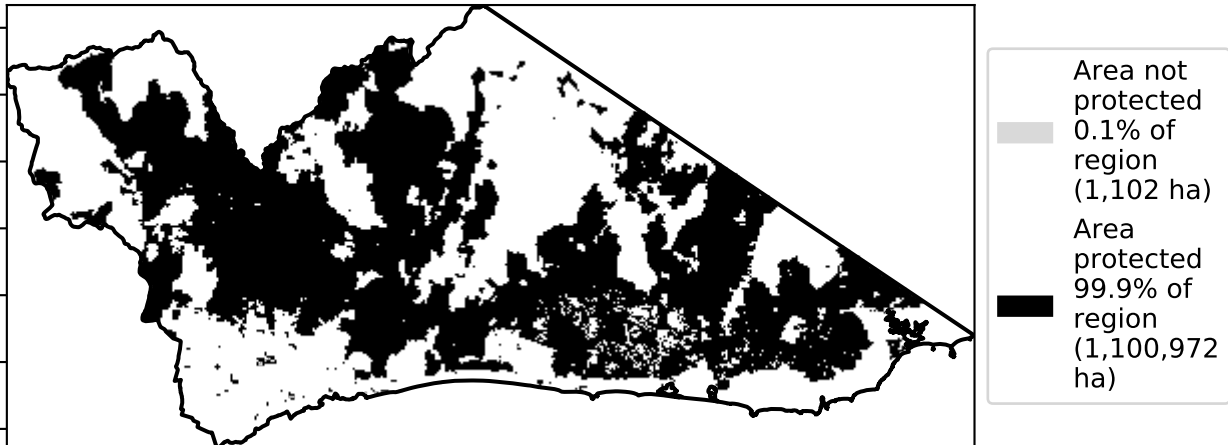 Area not
protected
0.1% of
region
(1,102 ha)
Area
protected
99.9% of
region
(1,100,972
ha)